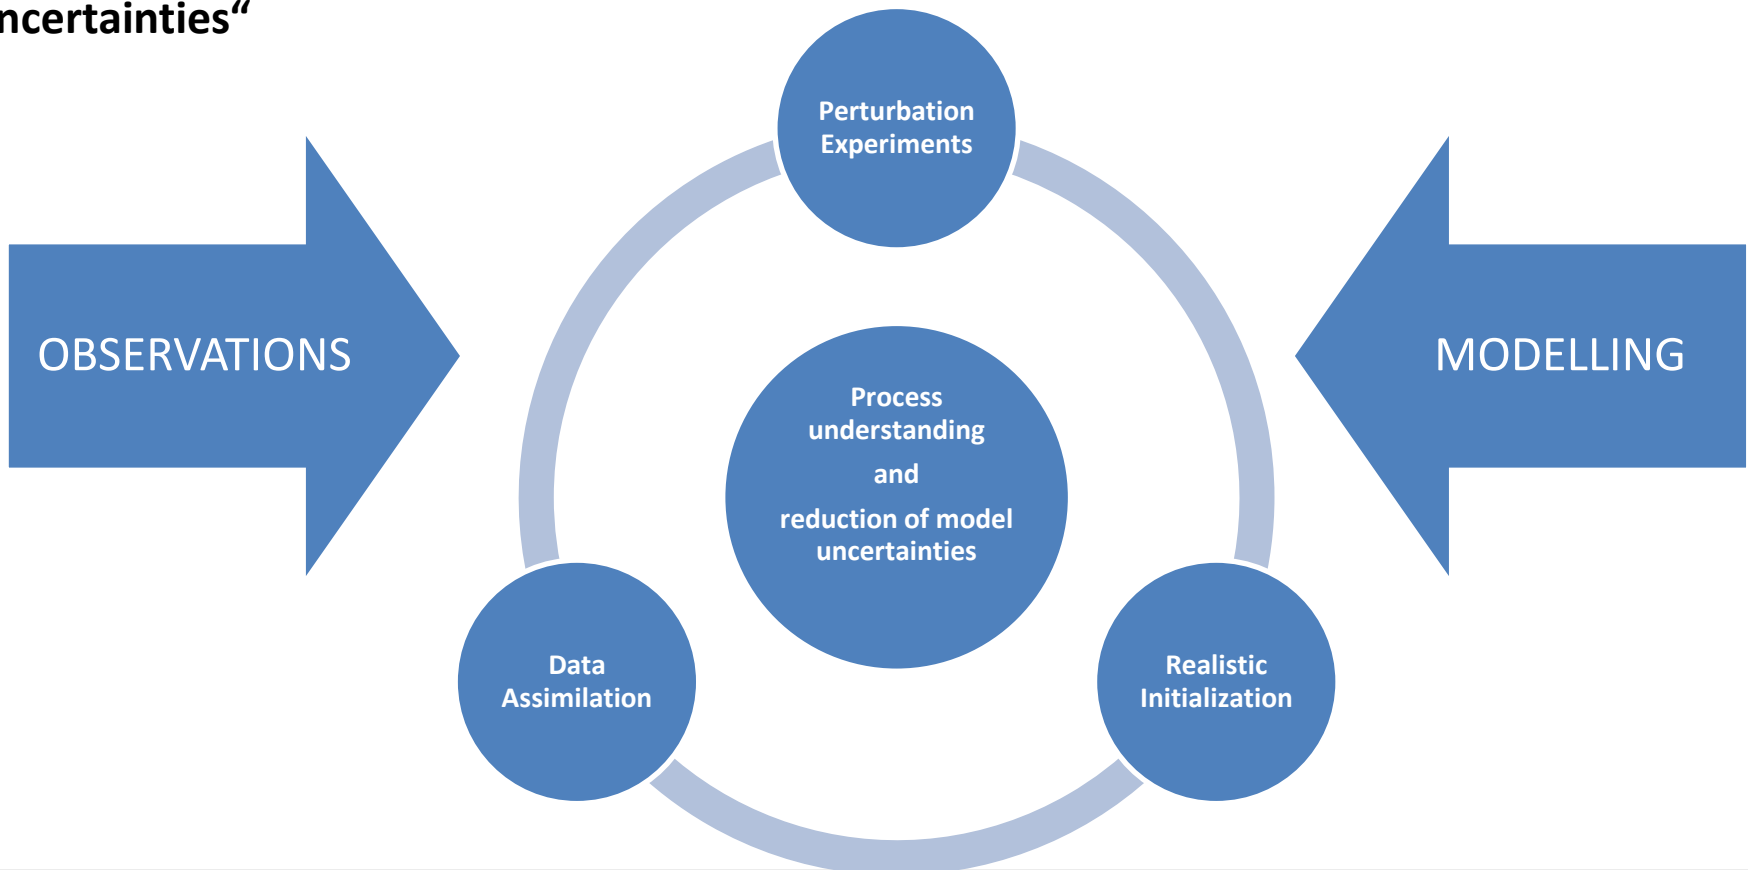 ncertainties“
Perturbation
Experiments
OBSERVATIONS
MODELLING
Process
understanding
and
reduction of model
uncertainties
Data
Assimilation
Realistic
Initialization